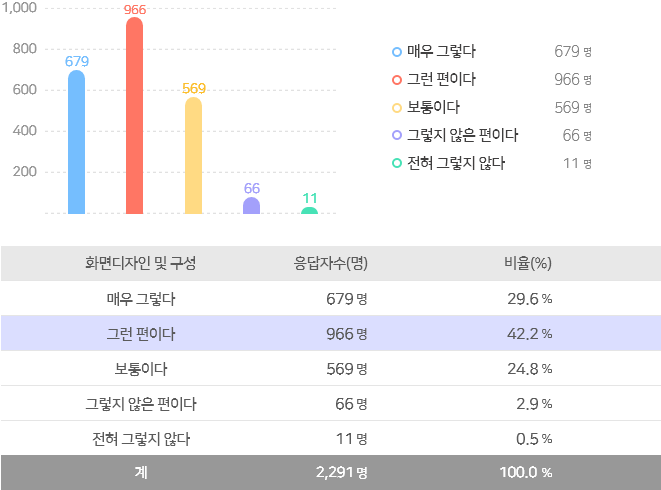 1,000
800
600
400
200
679
966
569
66
11
매우 그렇다 679 명
그런 편이다 966 명
보통이다 569 명
그렇지 않은 편이다 66 명
전혀 그렇지 않다 11 명
화면디자인 및 구성 응답자수(명) 비율(%)
매우 그렇다 679 명 29.6 %
그런 편이다 966 명 42.2 %
보통이다 569 명 24.8 %
그렇지 않은 편이다 66 명 2.9 %
전혀 그렇지 않다 11 명 0.5 %
계 2,291 명 100.0 %